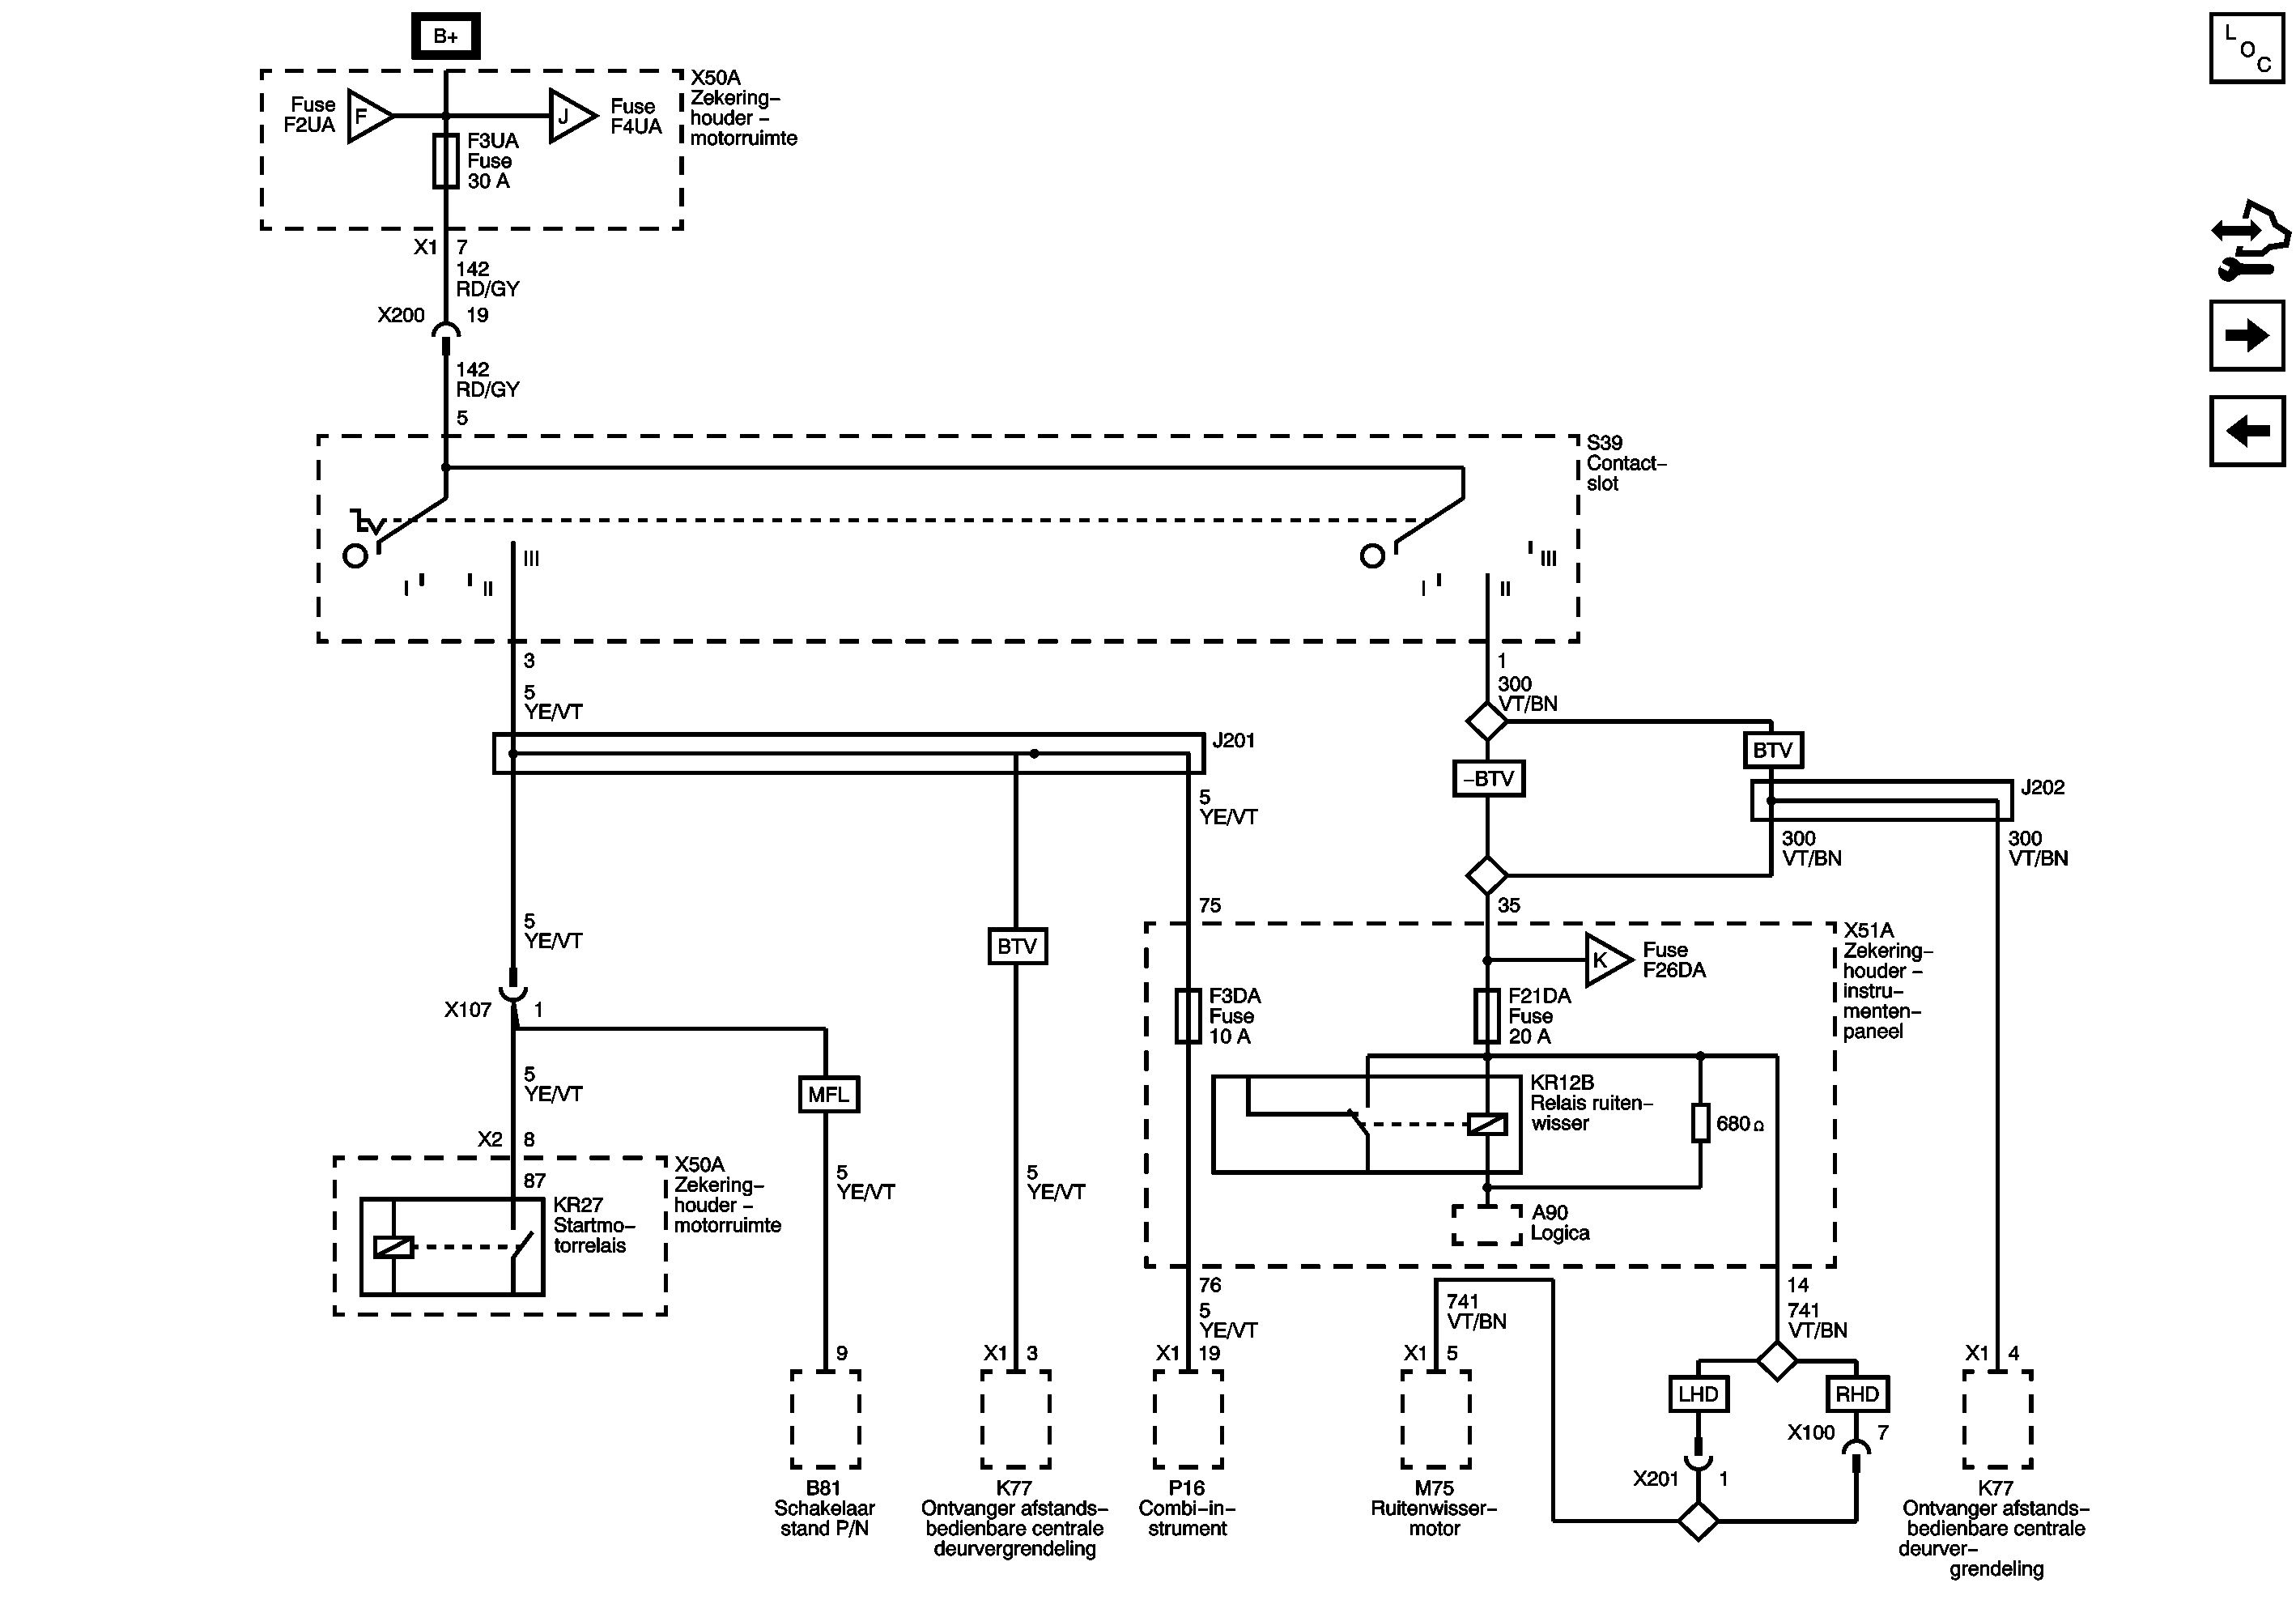 B+
L
O
C
X50A
Zekering-
houder -
motorruimte
Fuse
F2UA
F
J
Fuse
F4UA
F3UA
Fuse
30 A
X1 7
142
RD/GY
X200 19
142
RD/GY
5
S39
Contact-
slot
I
II
III
I
II
III
3
5
YE/VT
1
300
VT/BN
J201
BTV
-BTV
J202
5
YE/VT
300
VT/BN
300
VT/BN
75
35
5
YE/VT
BTV
X51A
Zekering-
houder -
instru-
menten-
paneel
K
Fuse
F26DA
X107 1
F3DA
Fuse
10 A
F21DA
Fuse
20 A
5
YE/VT
MFL
KR12B
Relais ruiten-
wisser
680Ω
X2 8
X50A
Zekering-
houder -
motorruimte
87
KR27
Startmo-
torrelais
5
YE/VT
5
YE/VT
A90
Logica
76
5
YE/VT
741
VT/BN
14
741
VT/BN
9
X1 3
X1 19
X1 5
X1 4
LHD
RHD
X100 7
X201 1
B81
Schakelaar
stand P/N
K77
Ontvanger afstands-
bedienbare centrale
deurvergrendeling
P16
Combi-in-
strument
M75
Ruitenwisser-
motor
K77
Ontvanger afstands-
bedienbare centrale
deurver-
grendeling